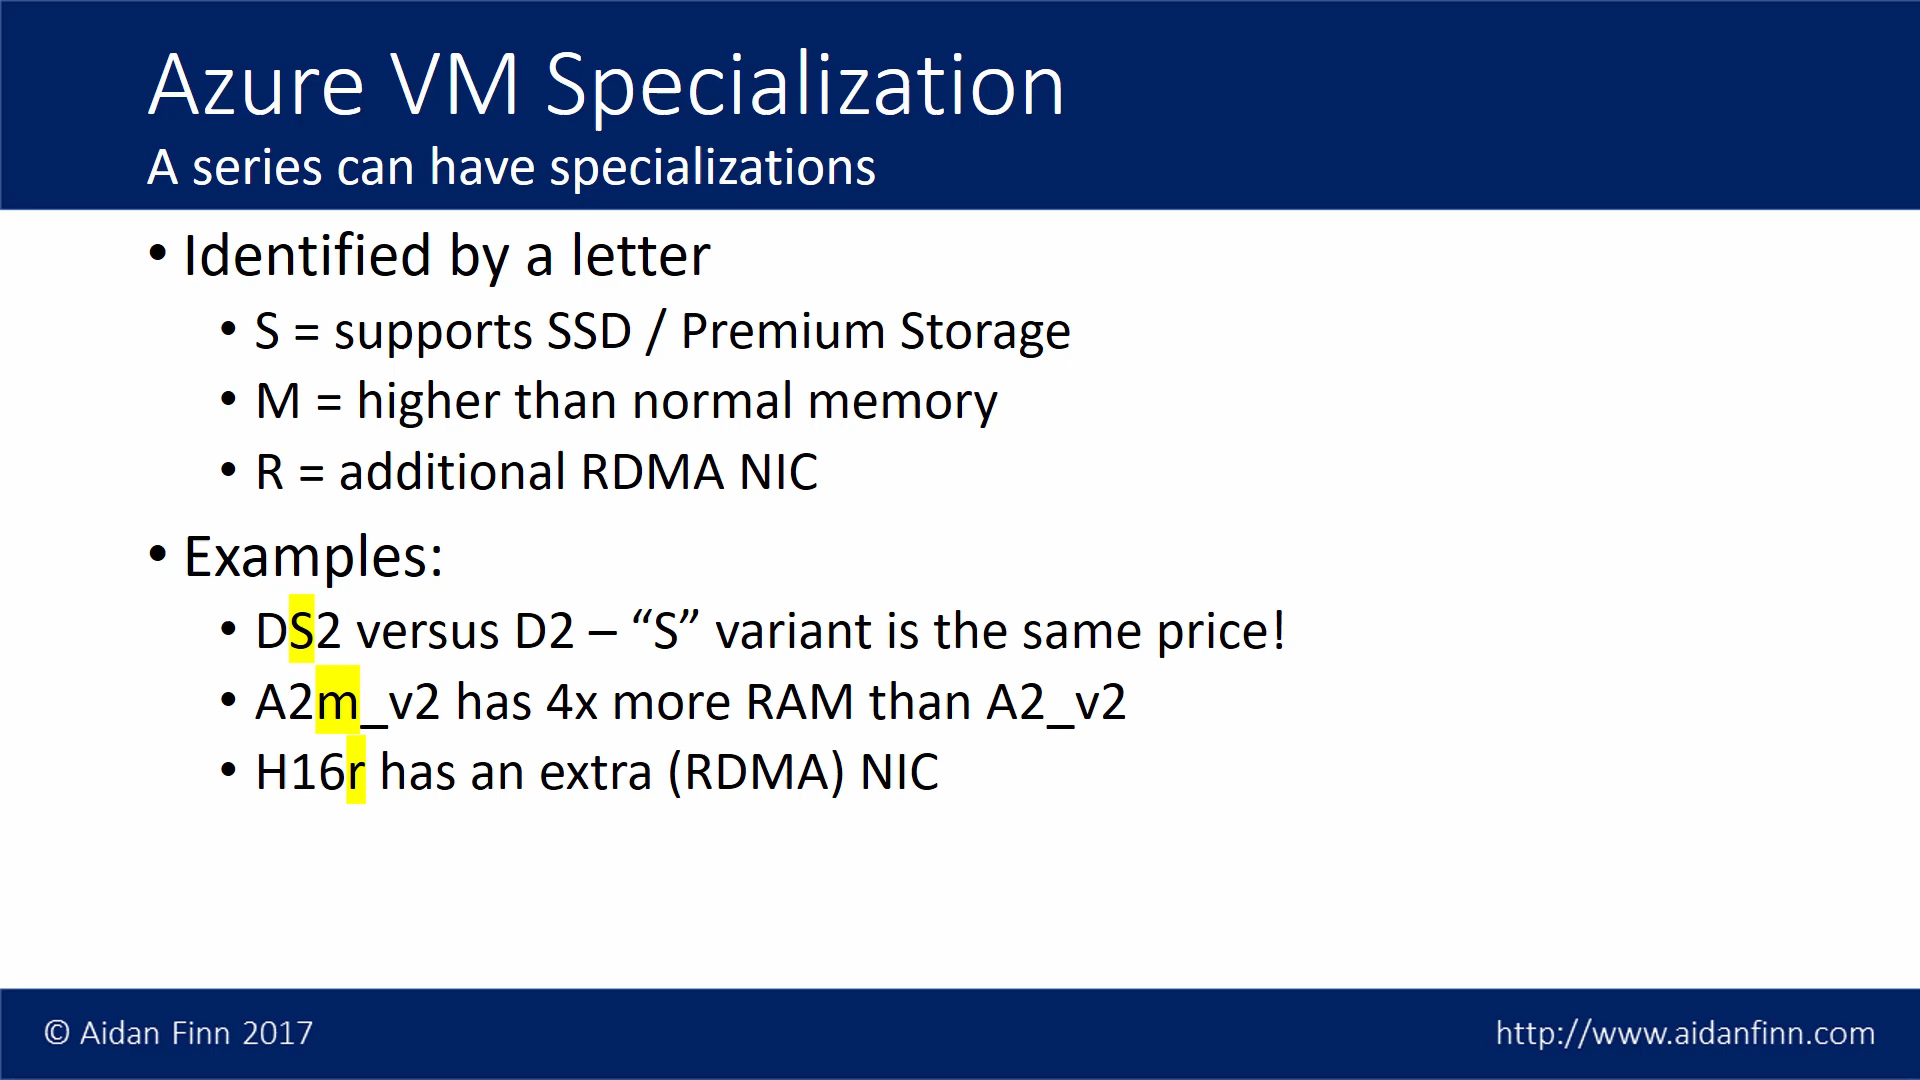 Azure VM Specialization
A series can have specializations
• Identified by a letter
• S = supports SSD / Premium Storage
• M = higher than normal memory
• R = additional RDMA NIC
• Examples:
• DS2 versus D2 – “S” variant is the same price!
• A2m_v2 has 4x more RAM than A2_v2
• H16r has an extra (RDMA) NIC
© Aidan Finn 2017
http://www.aidanfinn.com